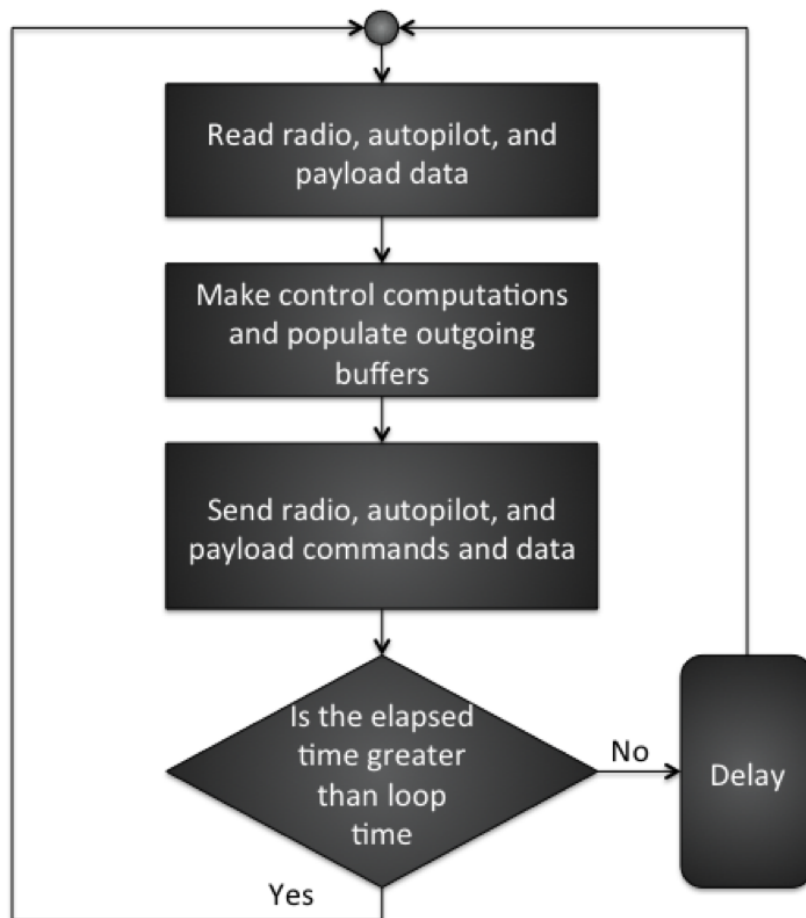 Read radio, autopilot, and
payload data
Make control computations
and populate outgoing
buffers
Send radio, autopilot, and
payload commands and data
Is the elapsed
time greater
than loop
time
No
Delay
Yes